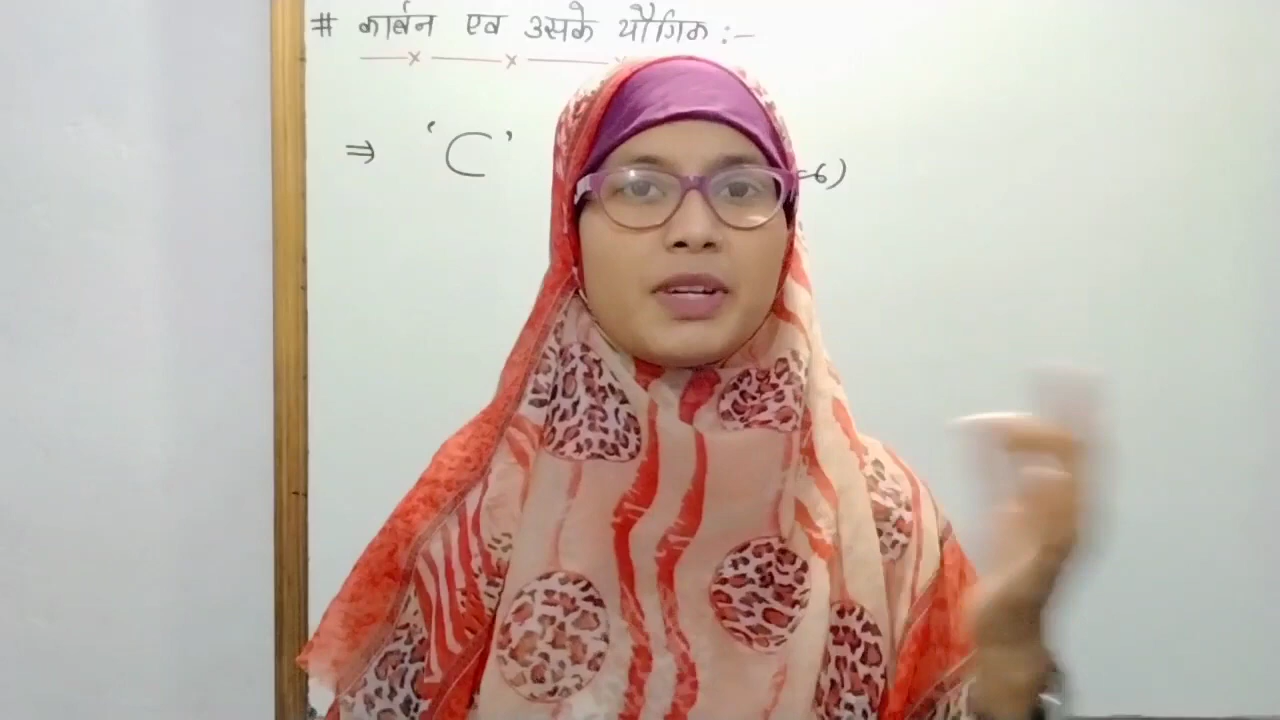 # कार्बन एव उसके यौगिक :-
⇒ 'C' =6)